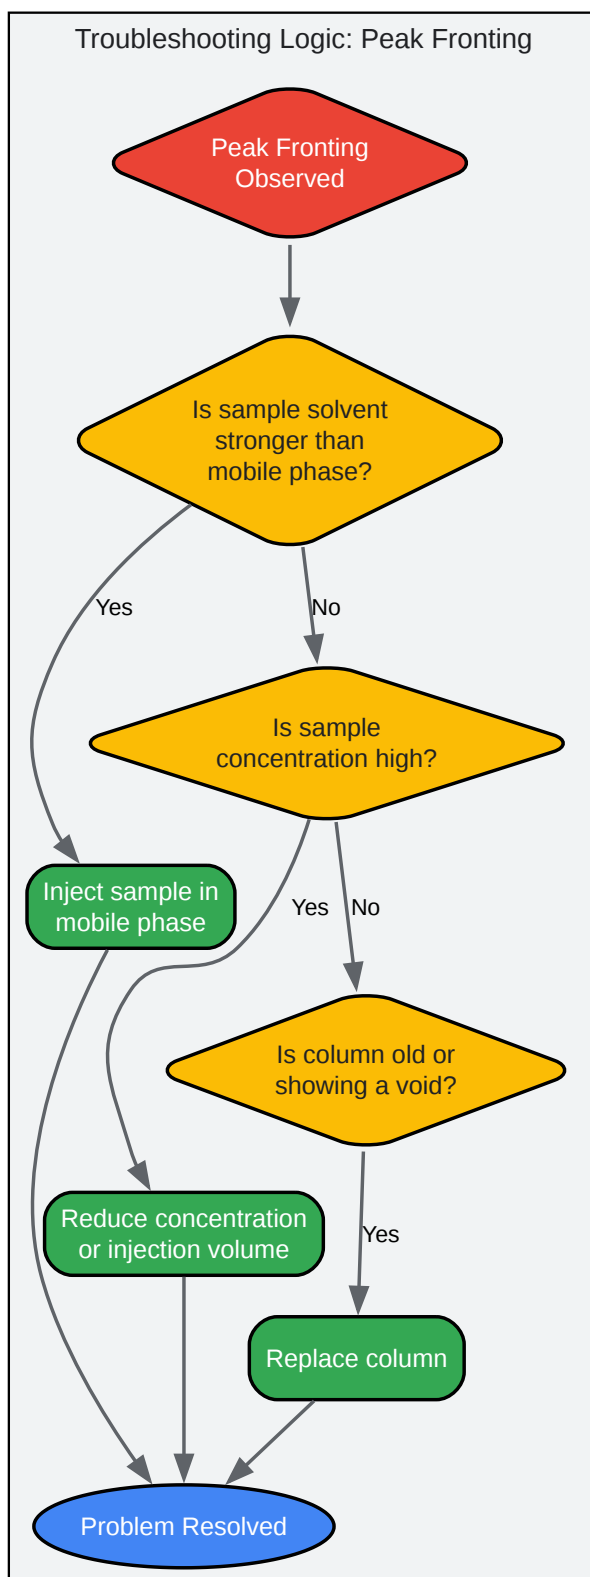 Troubleshooting Logic: Peak Fronting
Peak Fronting
Observed
Is sample solvent
stronger than
mobile phase?
Yes
No
Is sample
concentration high?
Inject sample in
mobile phase
Yes
No
Is column old or
showing a void?
Reduce concentration
or injection volume
Yes
Replace column
Problem Resolved